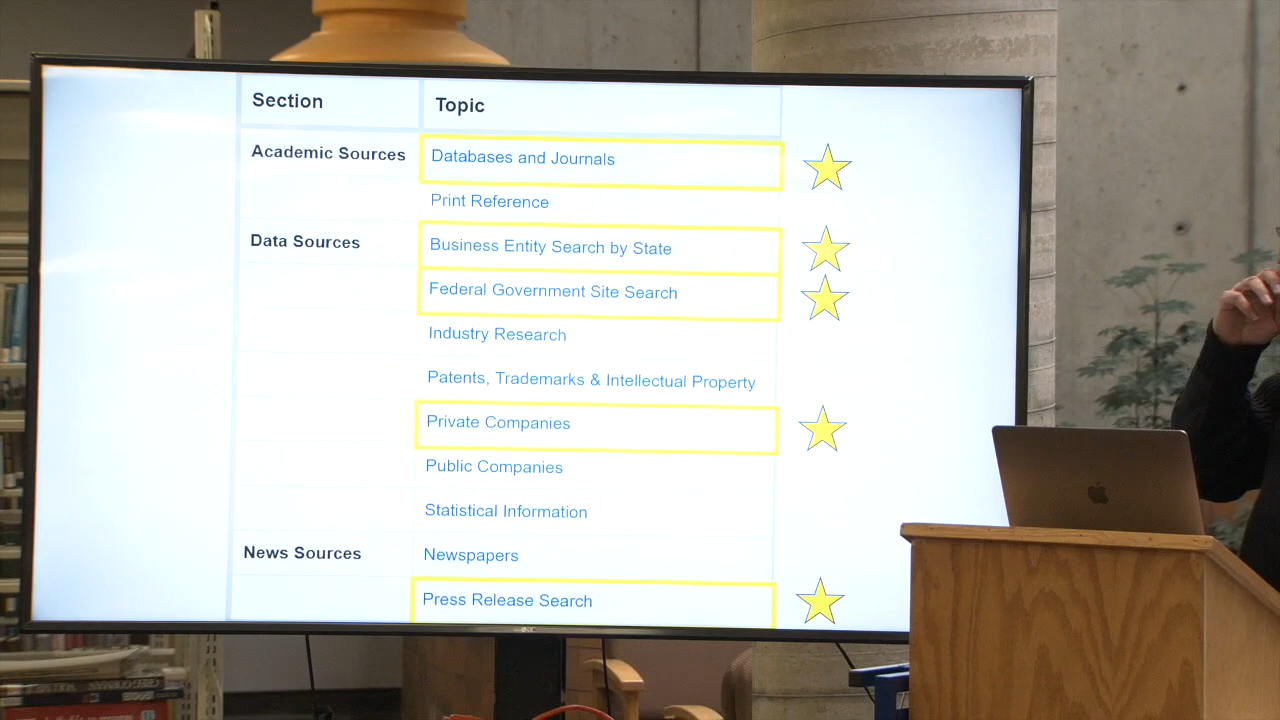 Section Topic
Academic Sources Databases and Journals
Print Reference
Data Sources Business Entity Search by State
Federal Government Site Search
Industry Research
Patents, Trademarks & Intellectual Property
Private Companies
Public Companies
Statistical Information
News Sources Newspapers
Press Release Search